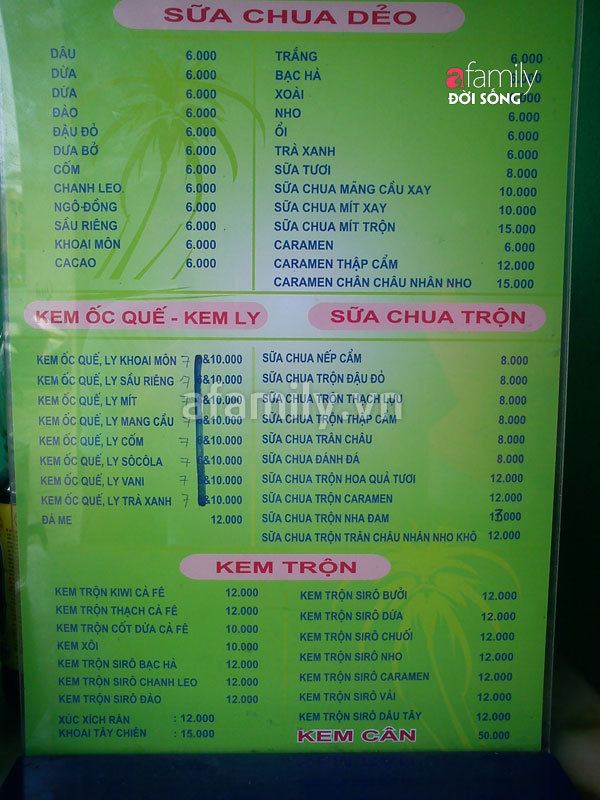 SỮA CHUA DẺO
afamily
ĐỜI SỐNG
DÂU 6.000
DỪA 6.000
DỪA 6.000
ĐÀO 6.000
ĐẬU ĐỎ 6.000
DƯA BỞ 6.000
CỐM 6.000
CHANH LEO 6.000
NGÔ-ĐỒNG 6.000
SẦU RIÊNG 6.000
KHOAI MÔN 6.000
CACAO 6.000
TRẮNG 6.000
BẠC HÀ
XOÀI
NHO 6.000
ỔI 6.000
TRÀ XANH 6.000
SỮA TƯƠI 8.000
SỮA CHUA MÃNG CẦU XAY 10.000
SỮA CHUA MÍT XAY 10.000
SỮA CHUA MÍT TRỘN 15.000
CARAMEN 6.000
CARAMEN THẬP CẨM 12.000
CARAMEN CHÂN CHÂU NHÂN NHO 15.000
KEM ỐC QUẾ - KEM LY
KEM ỐC QUẾ, LY KHOAI MÔN 7 &10.000
KEM ỐC QUẾ, LY SẦU RIÊNG 7 &10.000
KEM ỐC QUẾ, LY MÍT 7 &10.000
KEM ỐC QUẾ, LY MANG CẦU 7 &10.000
KEM ỐC QUẾ, LY CỐM 7 &10.000
KEM ỐC QUẾ, LY SÔCÔLA 7 &10.000
KEM ỐC QUẾ, LY VANI 7 &10.000
KEM ỐC QUẾ, LY TRÀ XANH 7 &10.000
ĐÁ ME 12.000
SỮA CHUA TRỘN
SỮA CHUA NẾP CẨM 8.000
SỮA CHUA TRỘN ĐẬU ĐỎ 8.000
SỮA CHUA TRỘN THẠCH LỰU 8.000
SỮA CHUA TRỘN THẬP CẨM 8.000
SỮA CHUA TRÂN CHÂU 8.000
SỮA CHUA ĐÁNH ĐÁ 8.000
SỮA CHUA TRỘN HOA QUẢ TƯƠI 12.000
SỮA CHUA TRỘN CARAMEN 12.000
SỮA CHUA TRỘN NHA ĐAM 13.000
SỮA CHUA TRỘN TRÂN CHÂU NHÂN NHO KHÔ 12.000
afamily.vn
KEM TRỘN
KEM TRỘN KIWI CÀ FÊ 12.000
KEM TRỘN THẠCH CÀ FÊ 12.000
KEM TRỘN CỐT DỪA CÀ FÊ 10.000
KEM XÔI 10.000
KEM TRỘN SIRÔ BẠC HÀ 12.000
KEM TRỘN SIRÔ CHANH LEO 12.000
KEM TRỘN SIRÔ ĐÀO 12.000
XÚC XÍCH RÁN : 12.000
KHOAI TÂY CHIÊN : 15.000
KEM TRỘN SIRÔ BƯỞI 12.000
KEM TRỘN SIRÔ DỨA 12.000
KEM TRỘN SIRÔ CHUỐI 12.000
KEM TRỘN SIRÔ NHO 12.000
KEM TRỘN SIRÔ CARAMEN 12.000
KEM TRỘN SIRÔ VẢI 12.000
KEM TRỘN SIRÔ DÂU TÂY 12.000
KEM CÂN 50.000